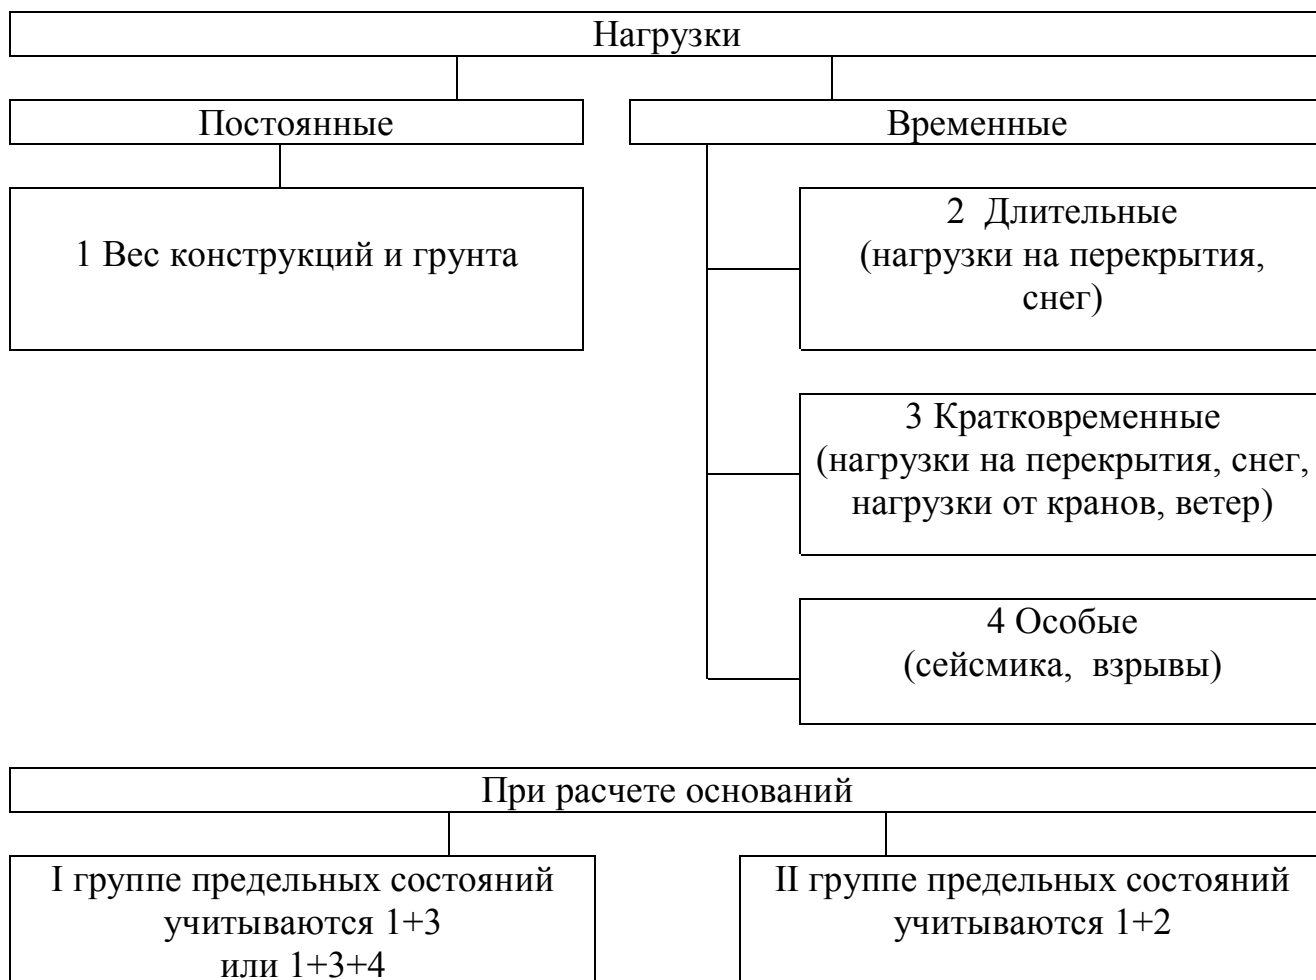 Нагрузки
Постоянные
Временные
1 Вес конструкций и грунта
2 Длительные
(нагрузки на перекрытия,
снег)
3 Кратковременные
(нагрузки на перекрытия, снег,
нагрузки от кранов, ветер)
4 Особые
(сейсмика, взрывы)
При расчете оснований
I группе предельных состояний
учитываются 1+3
или 1+3+4
II группе предельных состояний
учитываются 1+2